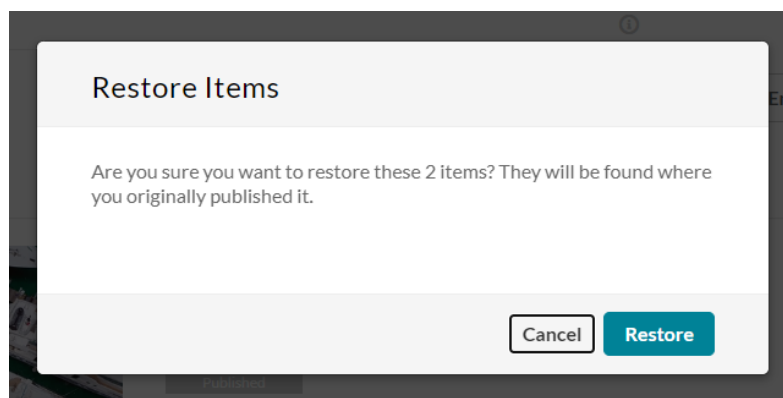 Restore Items
Are you sure you want to restore these 2 items? They will be found where
you originally published it.
Cancel
Restore
Published